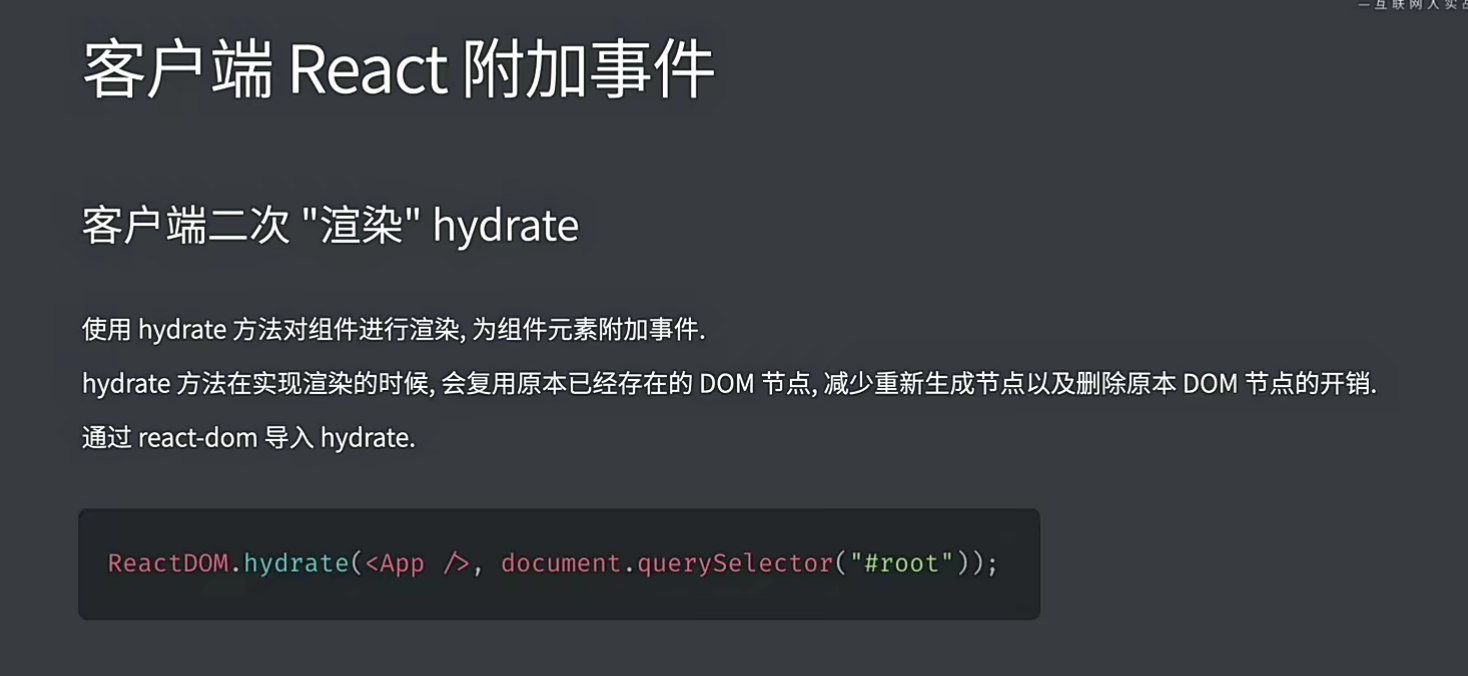 一互联网人实战
客户端 React 附加事件
客户端二次 "渲染" hydrate
使用 hydrate 方法对组件进行渲染, 为组件元素附加事件.
hydrate 方法在实现渲染的时候, 会复用原本已经存在的 DOM 节点, 减少重新生成节点以及删除原本 DOM 节点的开销.
通过 react-dom 导入 hydrate.
ReactDOM.hydrate(<App />, document.querySelector("#root"));